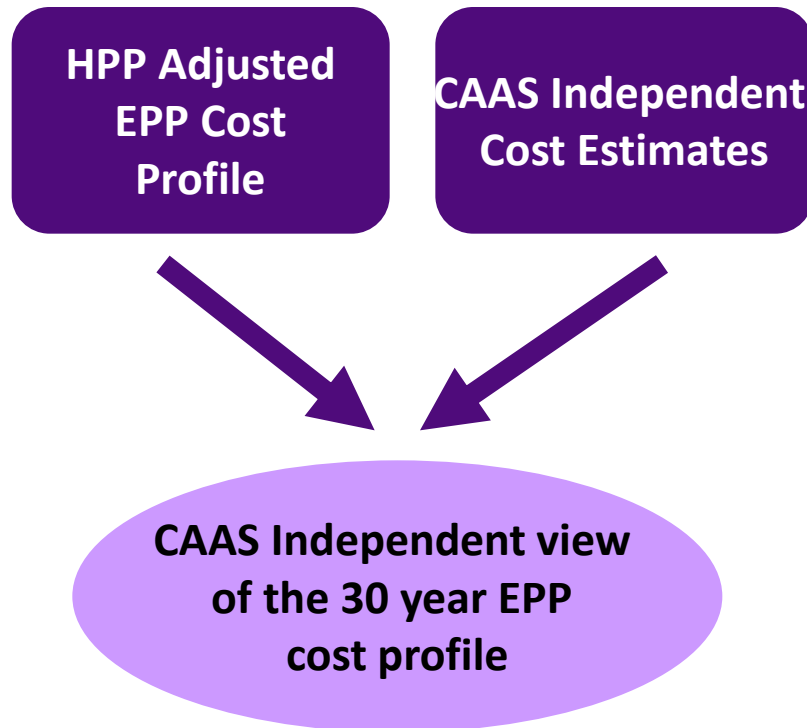 HPP Adjusted
EPP Cost
Profile
CAAS Independent
Cost Estimates
CAAS Independent view
of the 30 year EPP
cost profile